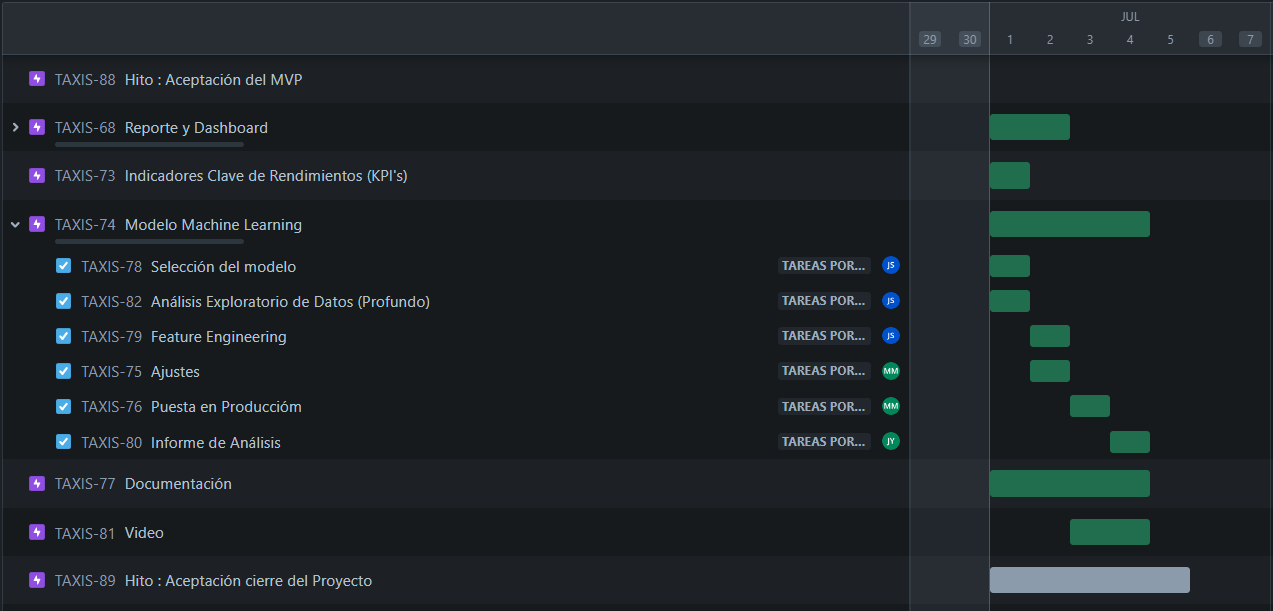 JUL
29 30 1 2 3 4 5 6 7
TAXIS-88 Hito : Aceptación del MVP
TAXIS-68 Reporte y Dashboard
TAXIS-73 Indicadores Clave de Rendimientos (KPI's)
TAXIS-74 Modelo Machine Learning
TAXIS-78 Selección del modelo TAREAS POR... JS
TAXIS-82 Análisis Exploratorio de Datos (Profundo) TAREAS POR... JS
TAXIS-79 Feature Engineering TAREAS POR... JS
TAXIS-75 Ajustes TAREAS POR... MM
TAXIS-76 Puesta en Produccióm TAREAS POR... MM
TAXIS-80 Informe de Análisis TAREAS POR... JY
TAXIS-77 Documentación
TAXIS-81 Video
TAXIS-89 Hito : Aceptación cierre del Proyecto